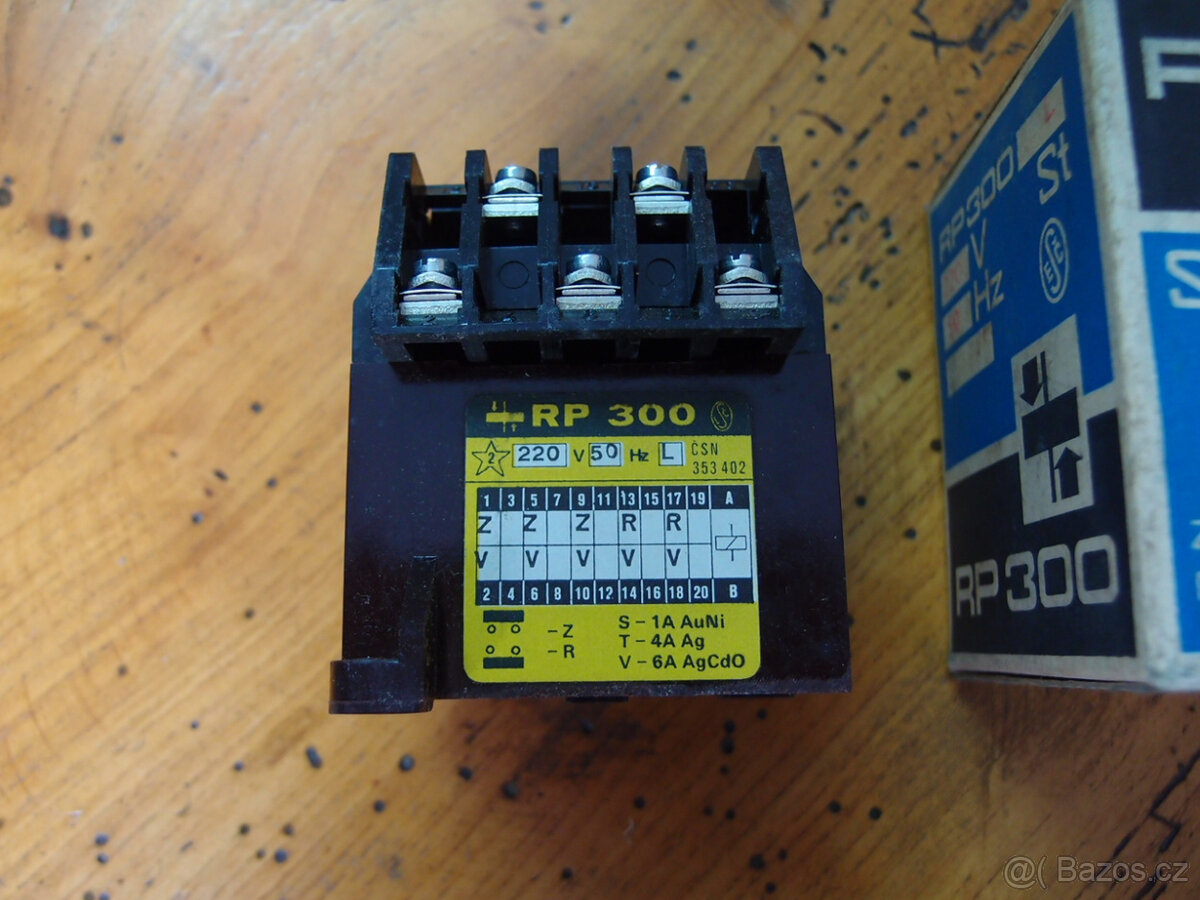 RP 300
2 220 V 50 Hz L ČSN
353 402
1 3 5 7 9 11 13 15 17 19 A
Z Z Z R R
V V V V V
2 4 6 8 10 12 14 16 18 20 B
-Z S-1A AuNi
-R T-4A Ag
V-6A AgCdO
RP300 L
V St
Hz
ESČ
RP300
@( Bazos.cz